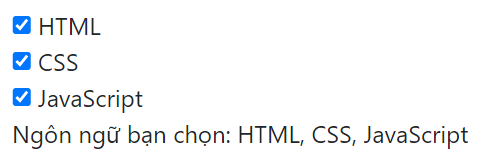 HTML
CSS
JavaScript
Ngôn ngữ bạn chọn: HTML, CSS, JavaScript